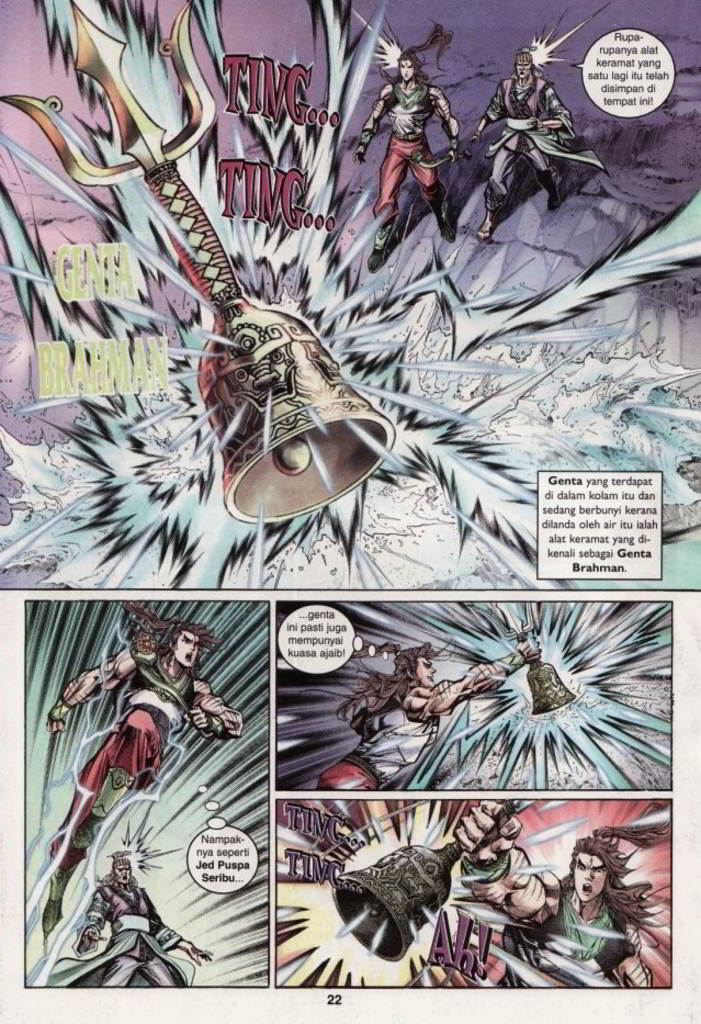 TING...
TING...
Rupa-
rupanya alat
keramat yang
satu lagi itu telah
disimpan di
tempat ini!
GENTA
BRAHMAN
Genta yang terdapat
di dalam kolam itu dan
sedang berbunyi kerana
dilanda oleh air itu ialah
alat keramat yang di-
kenali sebagai Genta
Brahman.
Nampak-
nya seperti
Jed Puspa
Seribu...
...genta
ini pasti juga
mempunyai
kuasa ajaib!
TING...
TING...
Ah!
22